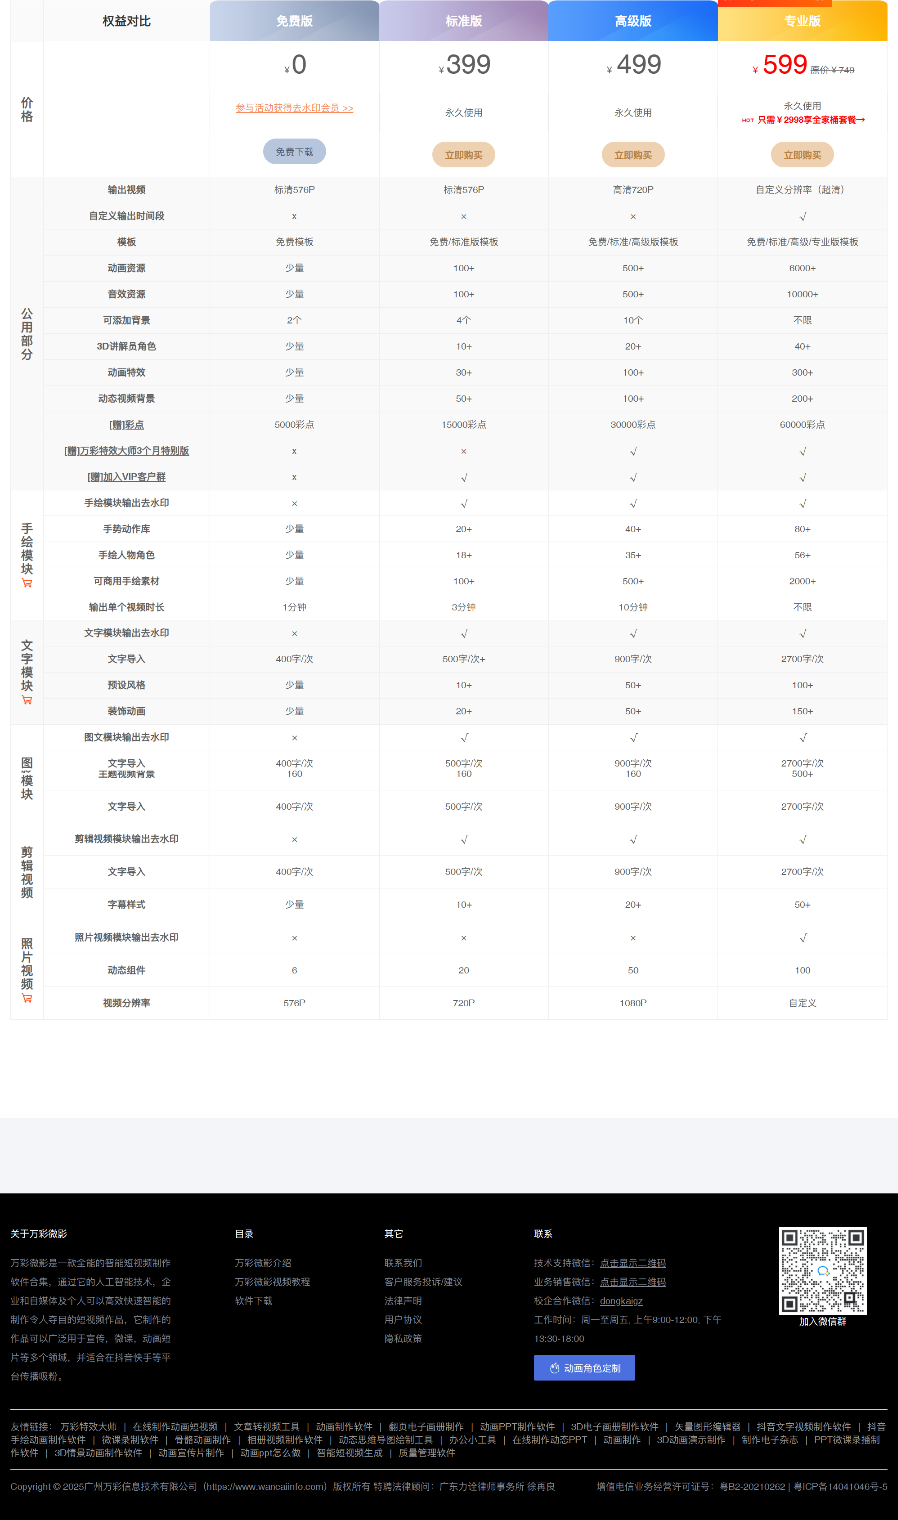 权益对比 免费版 标准版 高级版 专业版
价格 ¥0 ¥399 ¥499 ¥599 原价¥749
参与活动获得去水印会员 >> 永久使用 永久使用 永久使用
HOT 只需¥2998享全家桶套餐→
免费下载 立即购买 立即购买 立即购买
公用部分
输出视频 标清576P 标清576P 高清720P 自定义分辨率（超清）
自定义输出时间段 x × × √
模板 免费模板 免费/标准版模板 免费/标准/高级版模板 免费/标准/高级/专业版模板
动画资源 少量 100+ 500+ 6000+
音效资源 少量 100+ 500+ 10000+
可添加背景 2个 4个 10个 不限
3D讲解员角色 少量 10+ 20+ 40+
动画特效 少量 30+ 100+ 300+
动态视频背景 少量 50+ 100+ 200+
[赠]彩点 5000彩点 15000彩点 30000彩点 60000彩点
[赠]万彩特效大师3个月特别版 x × √ √
[赠]加入VIP客户群 x √ √ √
手绘模块
手绘模块输出去水印 × √ √ √
手势动作库 少量 20+ 40+ 80+
手绘人物角色 少量 18+ 35+ 56+
可商用手绘素材 少量 100+ 500+ 2000+
输出单个视频时长 1分钟 3分钟 10分钟 不限
文字模块
文字模块输出去水印 × √ √ √
文字导入 400字/次 500字/次+ 900字/次 2700字/次
预设风格 少量 10+ 50+ 100+
装饰动画 少量 20+ 50+ 150+
图 模块
图文模块输出去水印 × √ √ √
文字导入 400字/次 500字/次 900字/次 2700字/次
主题视频背景 160 160 160 500+
文字导入 400字/次 500字/次 900字/次 2700字/次
剪辑视频
剪辑视频模块输出去水印 × √ √ √
文字导入 400字/次 500字/次 900字/次 2700字/次
字幕样式 少量 10+ 20+ 50+
照片视频
照片视频模块输出去水印 × × × √
动态组件 6 20 50 100
视频分辨率 576P 720P 1080P 自定义
关于万彩微影
万彩微影是一款全能的智能短视频制作
软件合集。通过它的人工智能技术，企
业和自媒体及个人可以高效快速智能的
制作令人夺目的短视频作品，它制作的
作品可以广泛用于宣传，微课，动画短
片等多个领域，并适合在抖音快手等平
台传播吸粉。
目录
万彩微影介绍
万彩微影视频教程
软件下载
其它
联系我们
客户服务投诉/建议
法律声明
用户协议
隐私政策
联系
技术支持微信：点击显示二维码
业务销售微信：点击显示二维码
校企合作微信：dongkaigz
工作时间：周一至周五, 上午9:00-12:00, 下午
13:30-18:00
动画角色定制
加入微信群
友情链接： 万彩特效大师 | 在线制作动画短视频 | 文章转视频工具 | 动画制作软件 | 翻页电子画册制作 | 动画PPT制作软件 | 3D电子画册制作软件 | 矢量图形编辑器 | 抖音文字视频制作软件 | 抖音
手绘动画制作软件 | 微课录制软件 | 骨骼动画制作 | 相册视频制作软件 | 动态思维导图绘制工具 | 办公小工具 | 在线制作动态PPT | 动画制作 | 3D动画演示制作 | 制作电子杂志 | PPT微课录播制
作软件 | 3D情景动画制作软件 | 动画宣传片制作 | 动画ppt怎么做 | 智能短视频生成 | 质量管理软件
Copyright © 2025广州万彩信息技术有限公司（https://www.wancaiinfo.com）版权所有 特聘法律顾问：广东力诠律师事务所 徐再良 增值电信业务经营许可证号：粤B2-20210262 | 粤ICP备14041046号-5